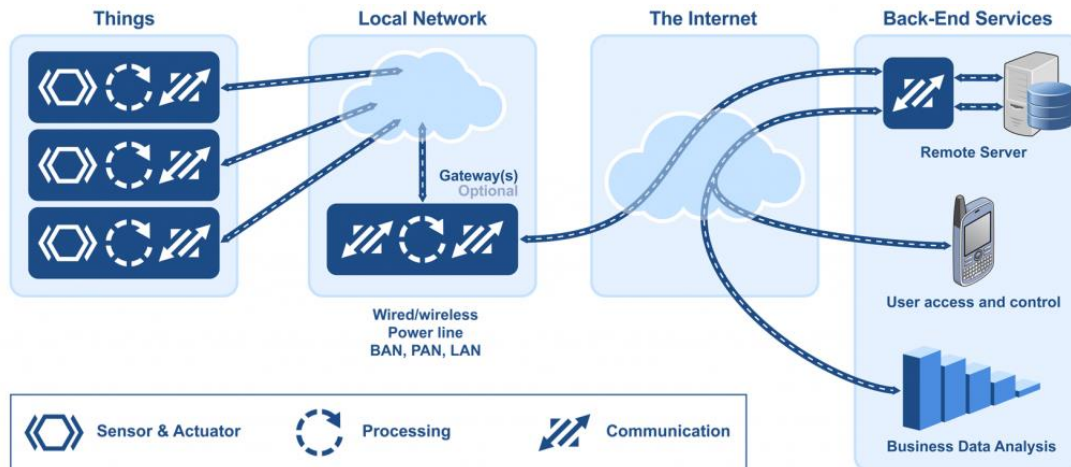 Things
Local Network
The Internet
Back-End Services
Gateway(s)
Optional
Remote Server
User access and control
Wired/wireless
Power line
BAN, PAN, LAN
Business Data Analysis
Sensor & Actuator
Processing
Communication